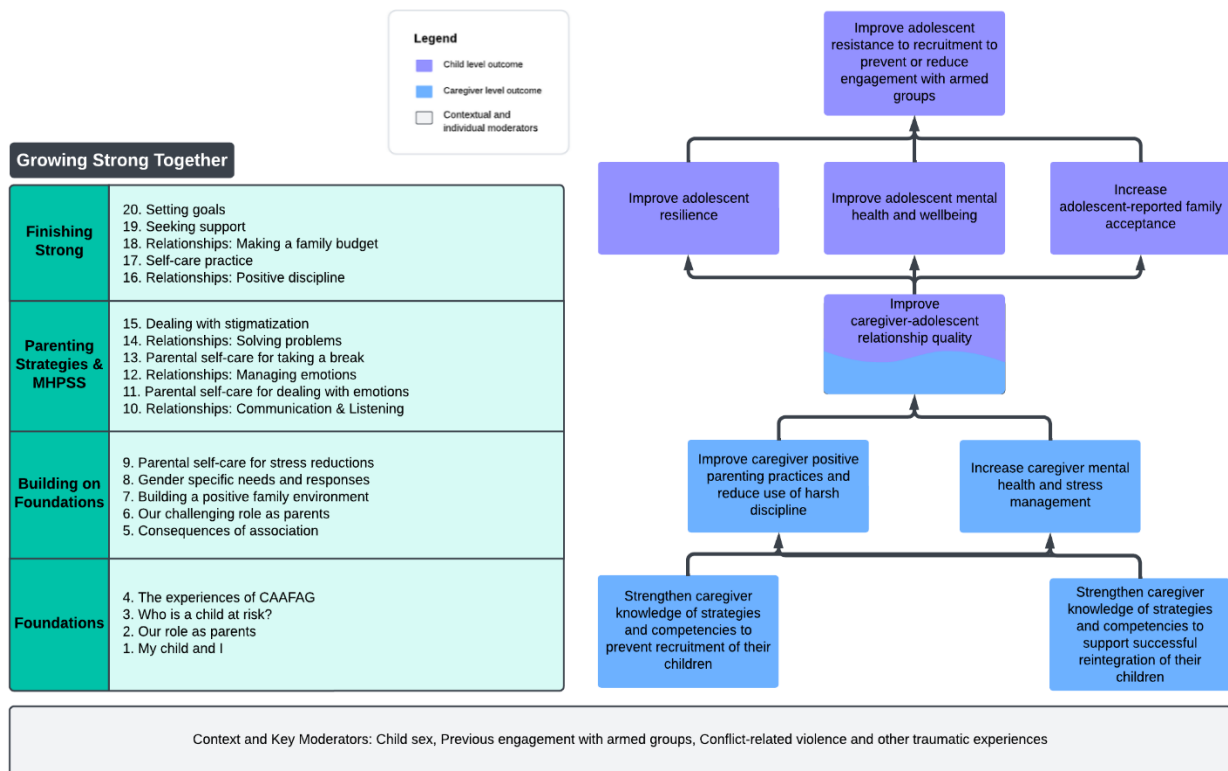 Legend
Child level outcome
Caregiver level outcome
Contextual and
individual moderators
Growing Strong Together
Finishing
Strong
20. Setting goals
19. Seeking support
18. Relationships: Making a family budget
17. Self-care practice
16. Relationships: Positive discipline
Parenting
Strategies &
MHPSS
15. Dealing with stigmatization
14. Relationships: Solving problems
13. Parental self-care for taking a break
12. Relationships: Managing emotions
11. Parental self-care for dealing with emotions
10. Relationships: Communication & Listening
Building on
Foundations
9. Parental self-care for stress reductions
8. Gender specific needs and responses
7. Building a positive family environment
6. Our challenging role as parents
5. Consequences of association
Foundations
4. The experiences of CAAFAG
3. Who is a child at risk?
2. Our role as parents
1. My child and I
Improve adolescent
resistance to recruitment to
prevent or reduce
engagement with armed
groups
Improve adolescent
resilience
Improve adolescent mental
health and wellbeing
Increase
adolescent-reported family
acceptance
Improve
caregiver-adolescent
relationship quality
Improve caregiver positive
parenting practices and
reduce use of harsh
discipline
Increase caregiver mental
health and stress
management
Strengthen caregiver
knowledge of strategies
and competencies to
prevent recruitment of their
children
Strengthen caregiver
knowledge of strategies
and competencies to
support successful
reintegration of their
children
Context and Key Moderators: Child sex, Previous engagement with armed groups, Conflict-related violence and other traumatic experiences